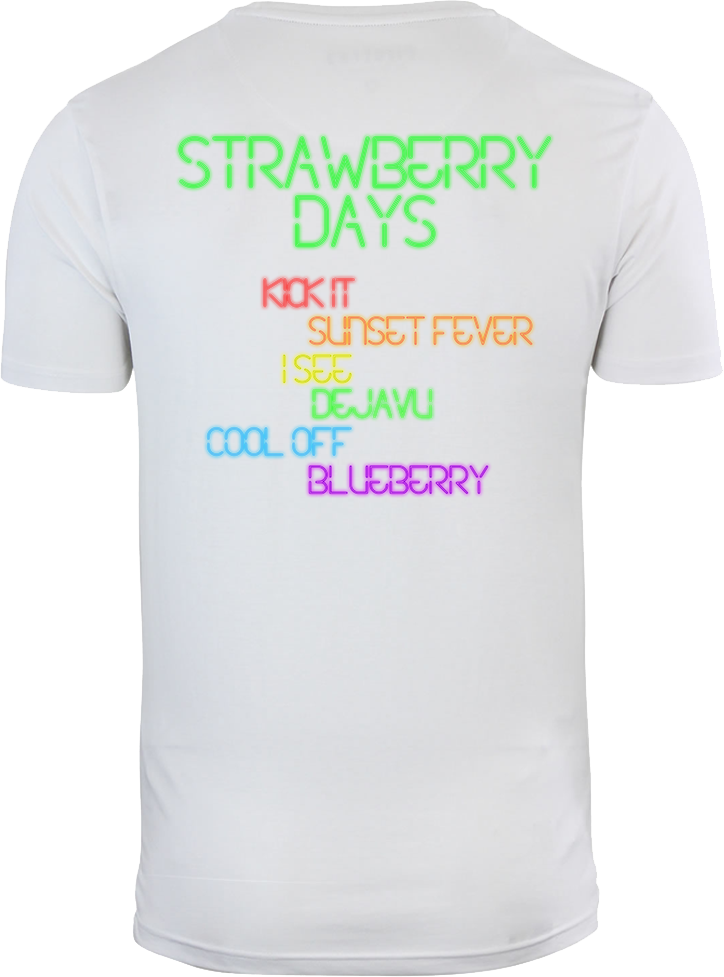 STRAWBERRY
DAYS
KICK IT
SUNSET FEVER
I SEE
DEJAVU
COOL OFF
BLUEBERRY